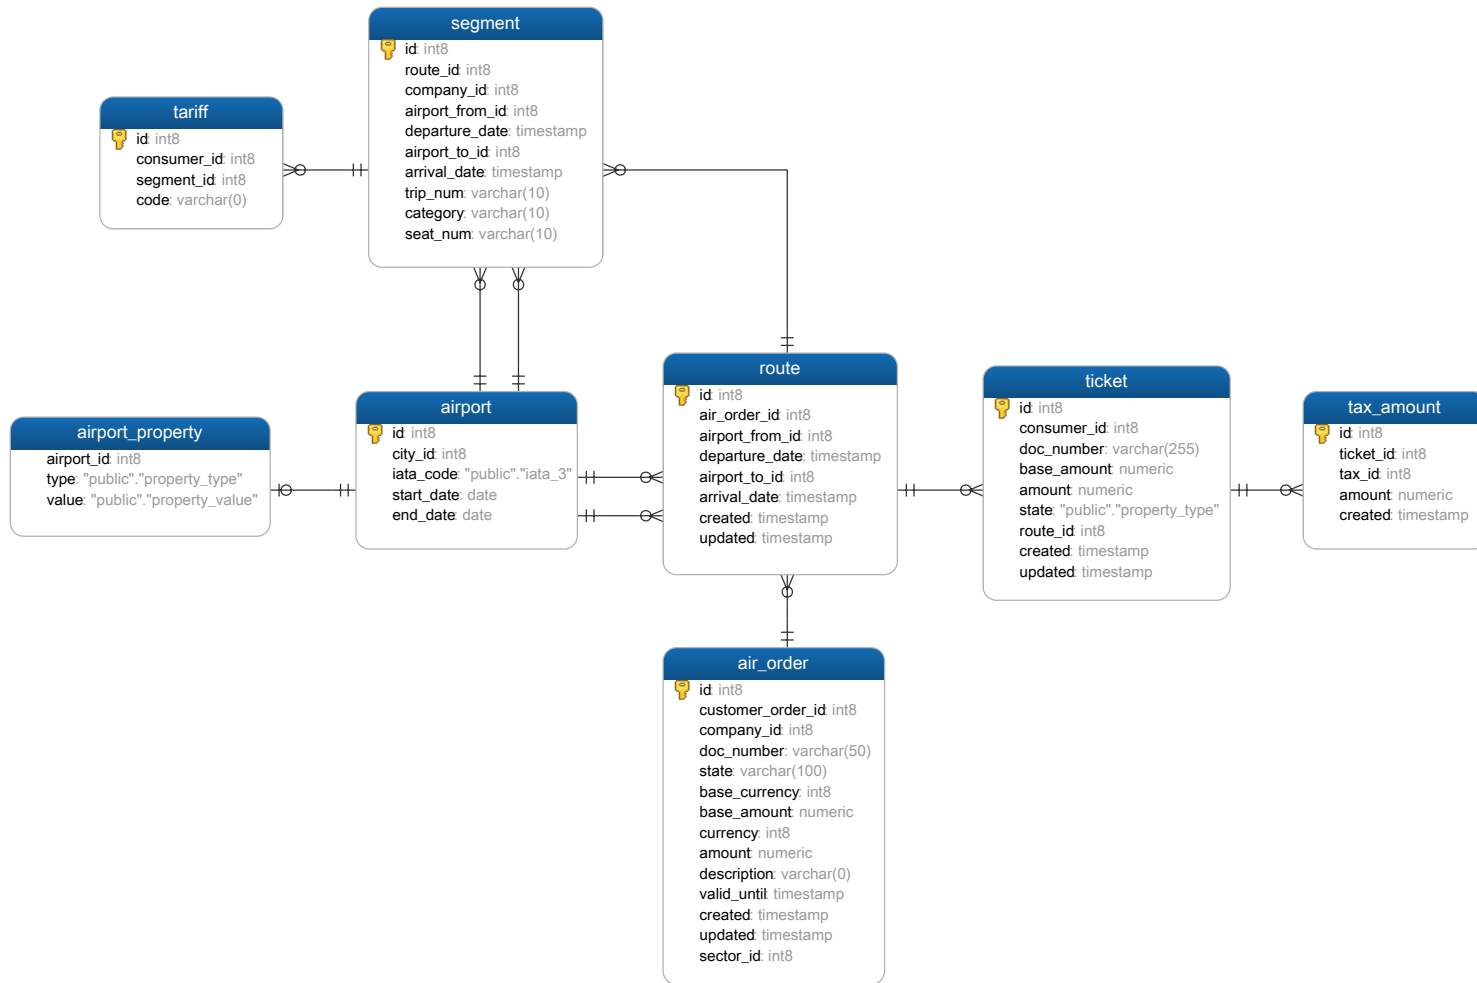 segment
id: int8
route_id: int8
company_id: int8
airport_from_id: int8
departure_date: timestamp
airport_to_id: int8
arrival_date: timestamp
trip_num: varchar(10)
category: varchar(10)
seat_num: varchar(10)
tariff
id: int8
consumer_id: int8
segment_id: int8
code: varchar(0)
airport_property
airport_id: int8
type: "public"."property_type"
value: "public"."property_value"
airport
id: int8
city_id: int8
iata_code: "public"."iata_3"
start_date: date
end_date: date
route
id: int8
air_order_id: int8
airport_from_id: int8
departure_date: timestamp
airport_to_id: int8
arrival_date: timestamp
created: timestamp
updated: timestamp
ticket
id: int8
consumer_id: int8
doc_number: varchar(255)
base_amount: numeric
amount: numeric
state: "public"."property_type"
route_id: int8
created: timestamp
updated: timestamp
tax_amount
id: int8
ticket_id: int8
tax_id: int8
amount: numeric
created: timestamp
air_order
id: int8
customer_order_id: int8
company_id: int8
doc_number: varchar(50)
state: varchar(100)
base_currency: int8
base_amount: numeric
currency: int8
amount: numeric
description: varchar(0)
valid_until: timestamp
created: timestamp
updated: timestamp
sector_id: int8